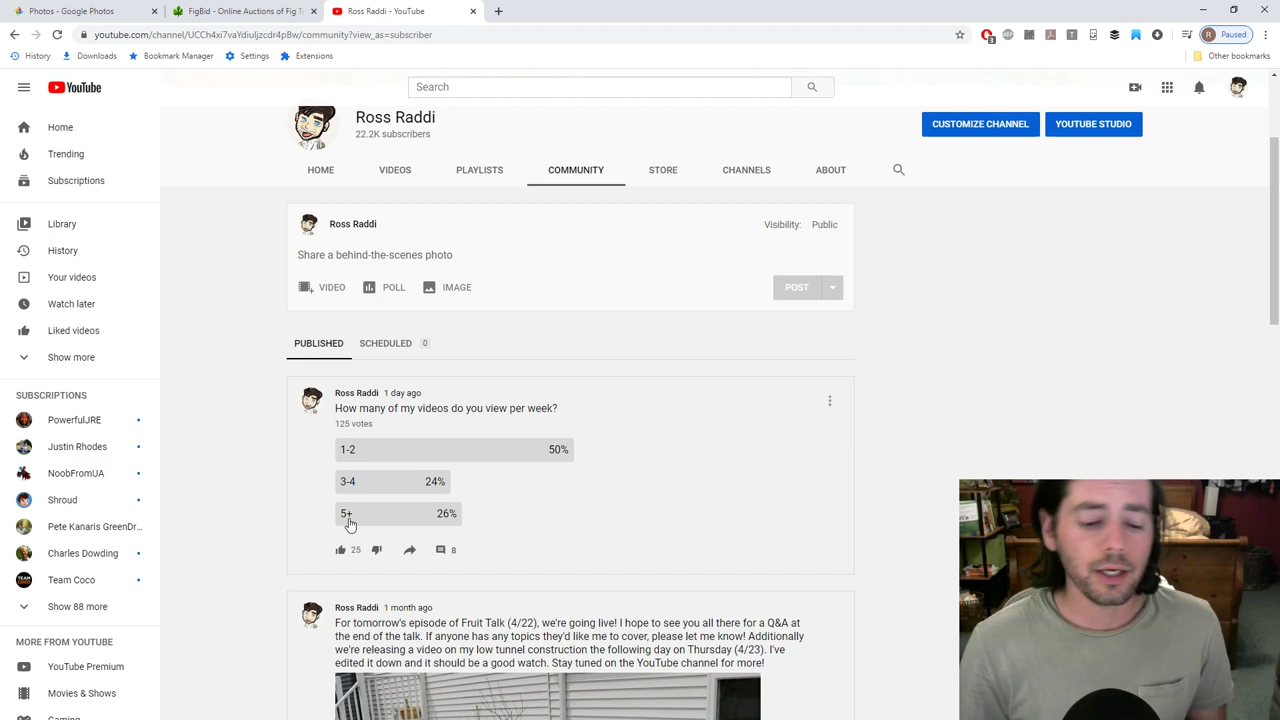 Photos - Google Photos
FigBid - Online Auctions of Fig T
Ross Raddi - YouTube
youtube.com/channel/UCCh4xi7vaYdiuljzcdr4pBw/community?view_as=subscriber
Paused
History
Downloads
Bookmark Manager
Settings
Extensions
Other bookmarks
YouTube
Search
Home
Trending
Subscriptions
Library
History
Your videos
Watch later
Liked videos
Show more
SUBSCRIPTIONS
PowerfulJRE
Justin Rhodes
NoobFromUA
Shroud
Pete Kanaris GreenDr...
Charles Dowding
Team Coco
Show 88 more
MORE FROM YOUTUBE
YouTube Premium
Movies & Shows
Ross Raddi
22.2K subscribers
CUSTOMIZE CHANNEL
YOUTUBE STUDIO
HOME
VIDEOS
PLAYLISTS
COMMUNITY
STORE
CHANNELS
ABOUT
Ross Raddi
Visibility: Public
Share a behind-the-scenes photo
VIDEO
POLL
IMAGE
POST
PUBLISHED
SCHEDULED 0
Ross Raddi 1 day ago
How many of my videos do you view per week?
125 votes
1-2 50%
3-4 24%
5+ 26%
25
8
Ross Raddi 1 month ago
For tomorrow's episode of Fruit Talk (4/22), we're going live! I hope to see you all there for a Q&A at
the end of the talk. If anyone has any topics they'd like me to cover, please let me know! Additionally
we're releasing a video on my low tunnel construction the following day on Thursday (4/23). I've
edited it down and it should be a good watch. Stay tuned on the YouTube channel for more!